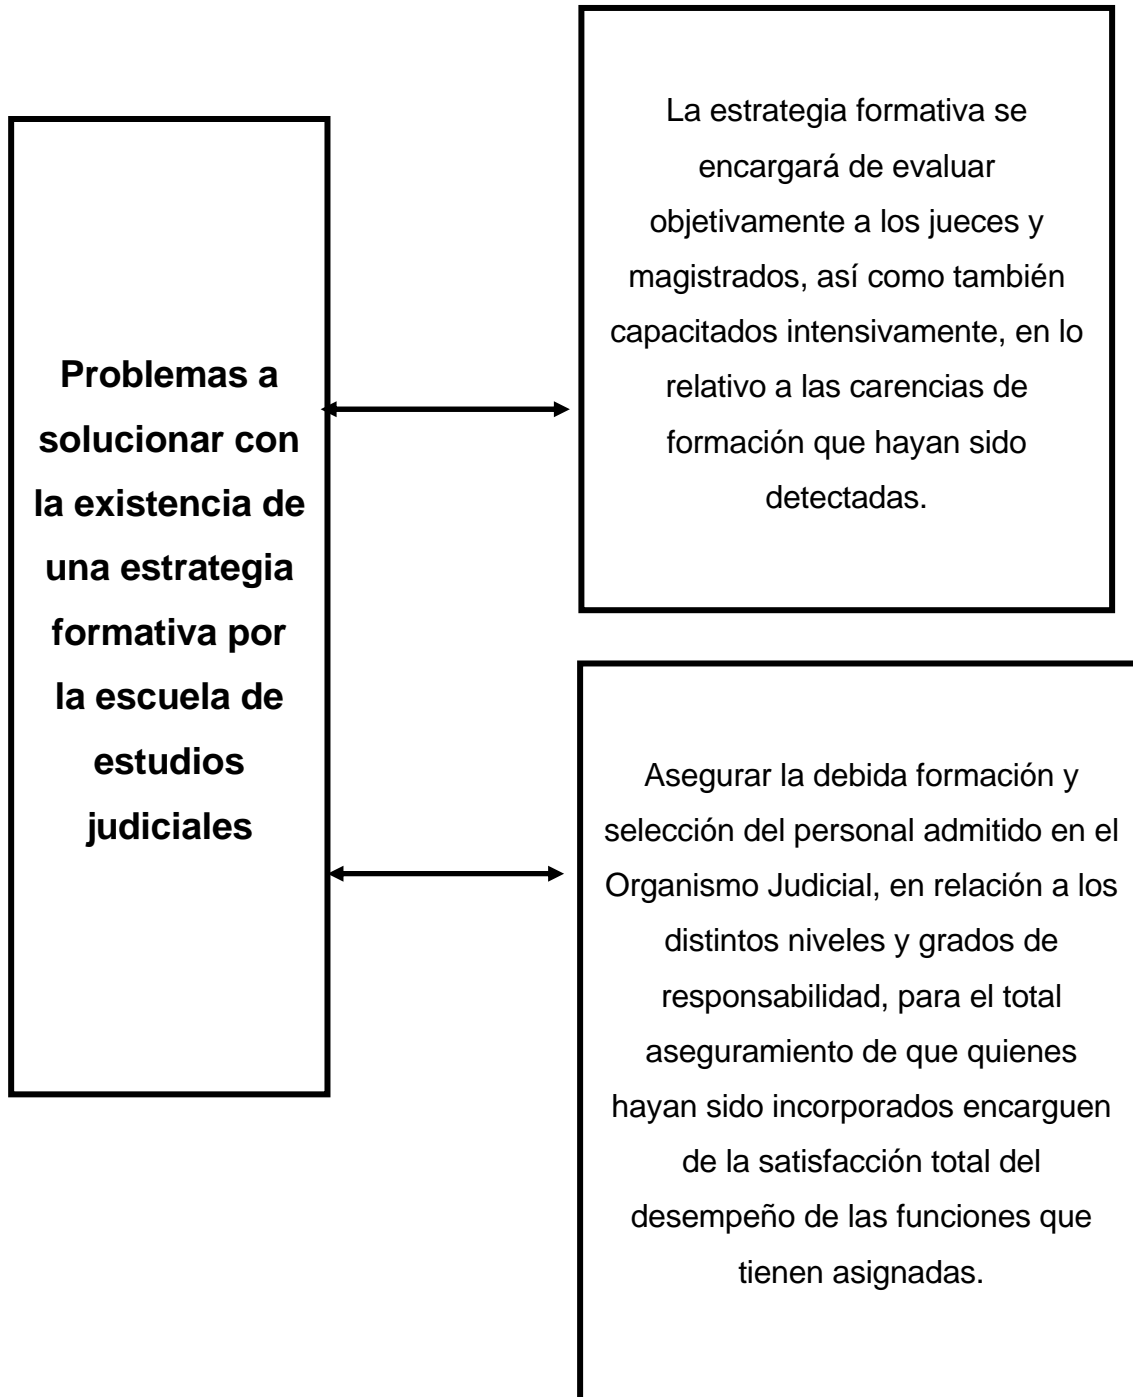 Problemas a
solucionar con
la existencia de
una estrategia
formativa por
la escuela de
estudios
judiciales
La estrategia formativa se
encargará de evaluar
objetivamente a los jueces y
magistrados, así como también
capacitados intensivamente, en lo
relativo a las carencias de
formación que hayan sido
detectadas.
Asegurar la debida formación y
selección del personal admitido en el
Organismo Judicial, en relación a los
distintos niveles y grados de
responsabilidad, para el total
aseguramiento de que quienes
hayan sido incorporados encarguen
de la satisfacción total del
desempeño de las funciones que
tienen asignadas.